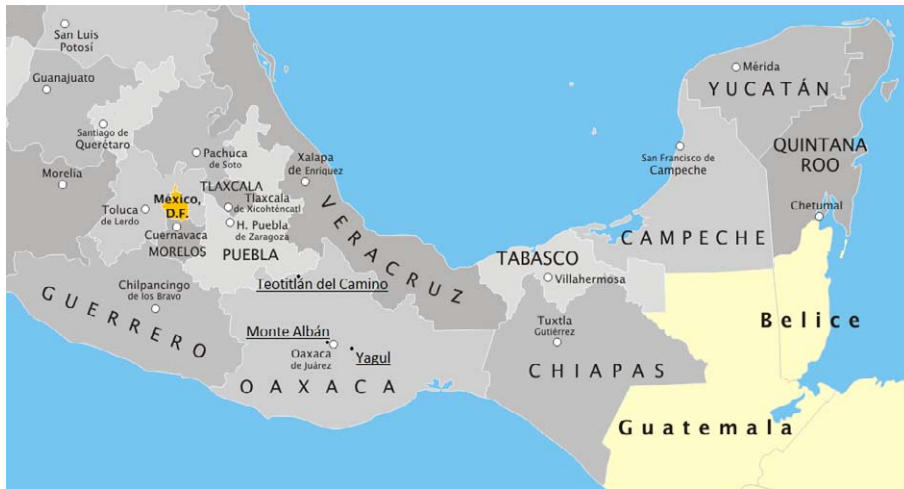 San Luis
Potosí
Guanajuato
Santiago de
Querétaro
Morelia
Pachuca
de Soto
Xalapa
de Enriquez
TLAXCALA
Tlaxcala
de Xicohténcatl
México,
D.F.
Toluca
de Lerdo
H. Puebla
de Zaragoza
Cuernavaca
MORELOS
PUEBLA
VERACRUZ
Teotitlán del Camino
Chilpancingo
de los Bravo
GUERRERO
Monte Albán
Oaxaca
de Juárez
Yagul
OAXACA
TABASCO
Villahermosa
Tuxtla
Gutiérrez
CHIAPAS
Mérida
YUCATÁN
San Francisco de
Campeche
QUINTANA
ROO
Chetumal
CAMPECHE
Belice
Guatemala